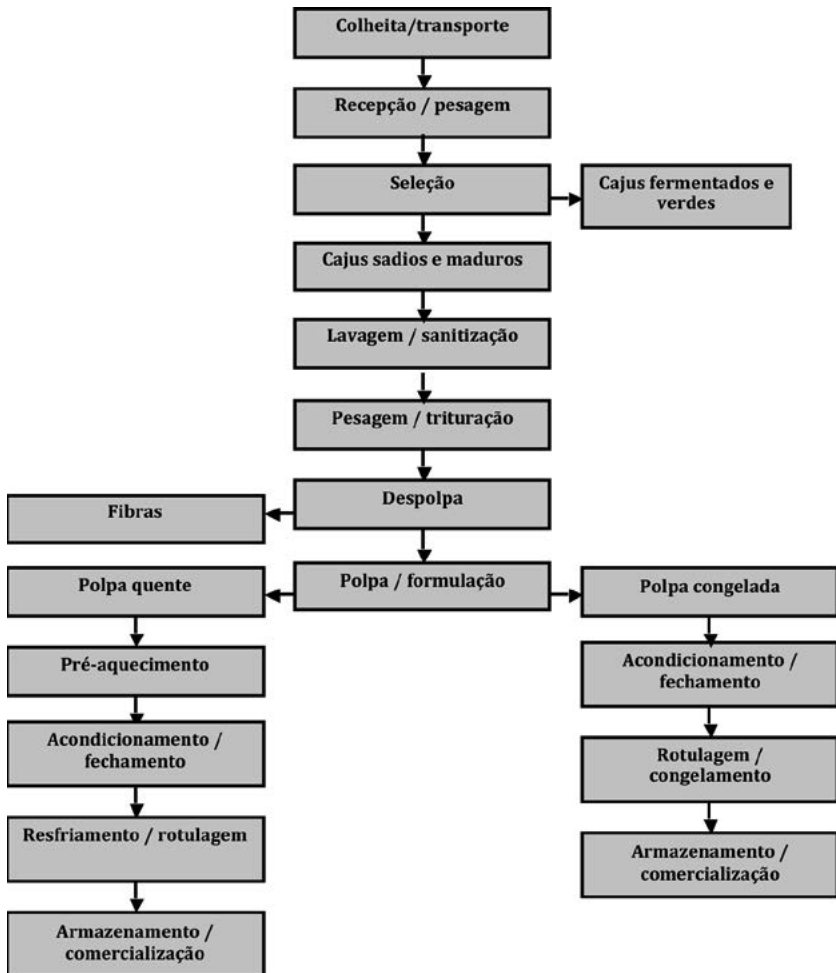 Colheita/transporte
Recepção / pesagem
Seleção
Cajus fermentados e
verdes
Cajus sadios e maduros
Lavagem / sanitização
Pesagem / trituração
Despolpa
Fibras
Polpa / formulação
Polpa quente
Pré-aquecimento
Acondicionamento /
fechamento
Resfriamento / rotulagem
Armazenamento /
comercialização
Polpa congelada
Acondicionamento /
fechamento
Rotulagem /
congelamento
Armazenamento /
comercialização